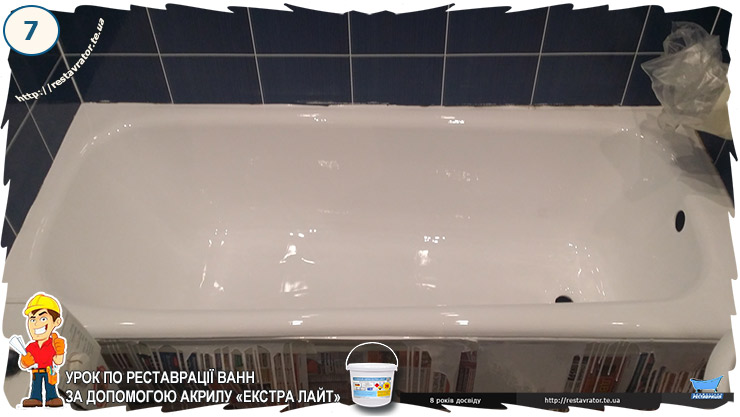 7
http://restavrator.te.ua
УРОК ПО РЕСТАВРАЦІЇ ВАНН
ЗА ДОПОМОГОЮ АКРИЛУ «ЕКСТРА ЛАЙТ»
8 років досвіду
http://restavrator.te.ua